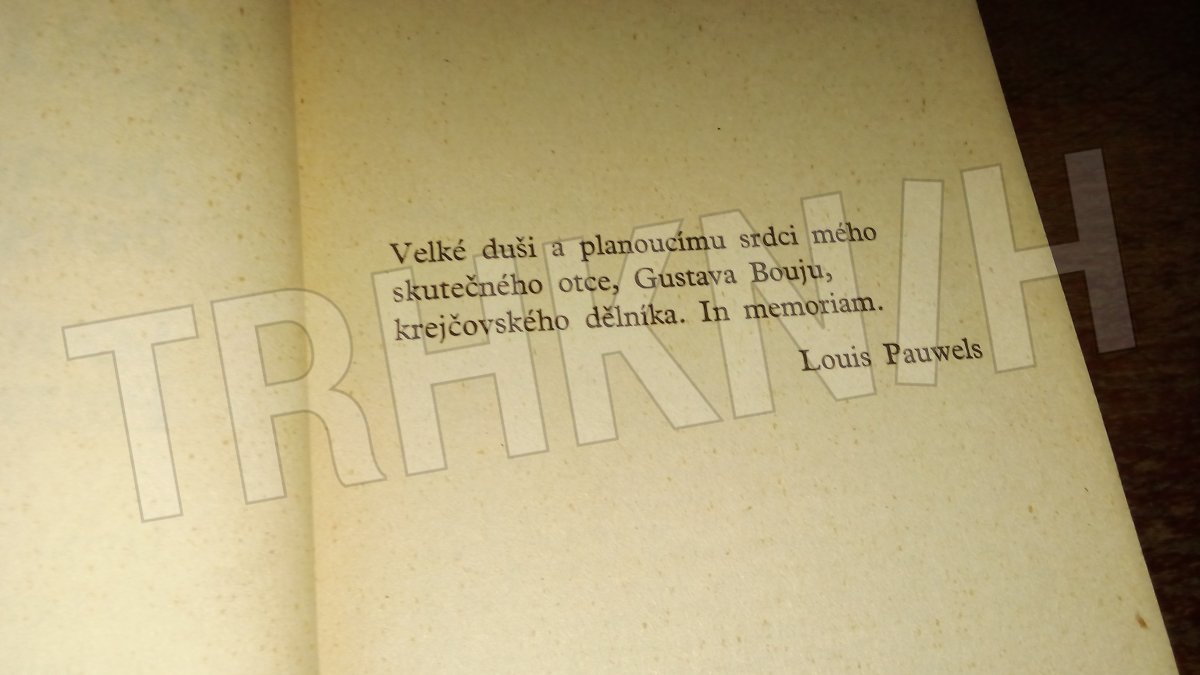 Velké duši a planoucímu srdci mého
skutečného otce, Gustava Bouju,
krejčovského dělníka. In memoriam.
Louis Pauwels
TRHKNIH